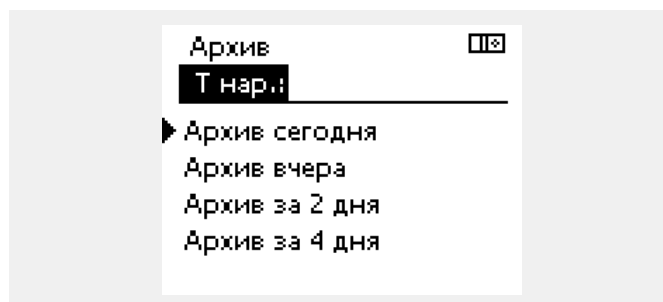 Архив
Т нар.:
Архив сегодня
Архив вчера
Архив за 2 дня
Архив за 4 дня